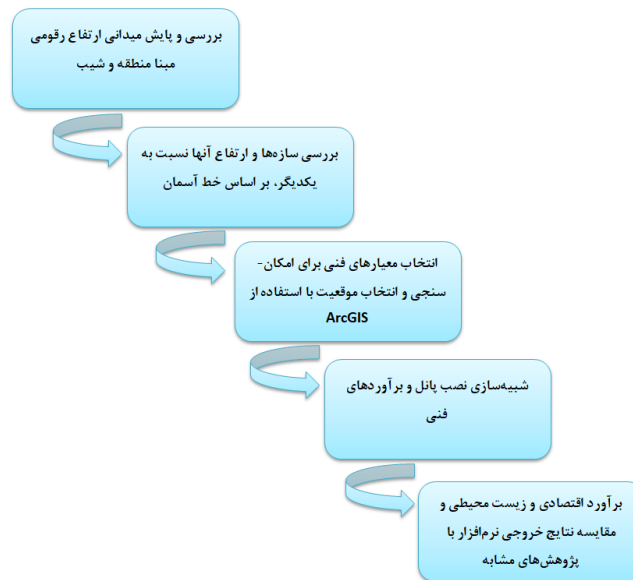 بررسی و پایش میدانی ارتفاع رقومی
مبنا منطقه و شیب
بررسی سازه‌ها و ارتفاع آنها نسبت به
یکدیگر، بر اساس خط آسمان
انتخاب معیارهای فنی برای امکان-
سنجی و انتخاب موقعیت با استفاده از
ArcGIS
شبیه‌سازی نصب پانل و برآوردهای
فنی
برآورد اقتصادی و زیست محیطی و
مقایسه نتایج خروجی نرم‌افزار با
پژوهش‌های مشابه